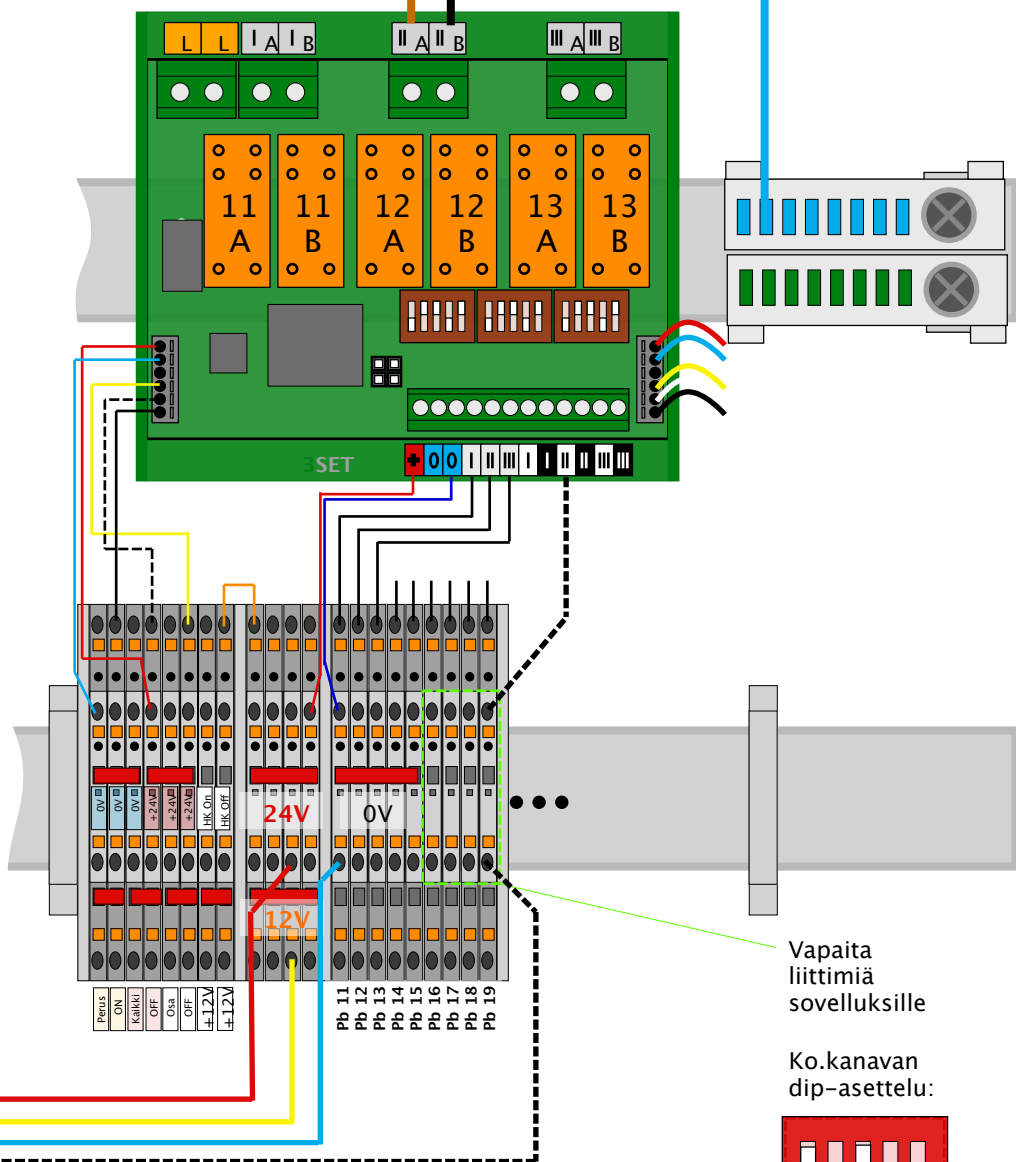 L L I A I B II A II B III A III B
11 A
11 B
12 A
12 B
13 A
13 B
3SET
+ 0 0 I II III I I II II III III
0V
0V
0V
+24V
+24V
+24V
HK On
HK Off
24V
0V
12V
Perus
ON
Kaikki
OFF
Osa
OFF
+12V
+12V
Pb 11
Pb 12
Pb 13
Pb 14
Pb 15
Pb 16
Pb 17
Pb 18
Pb 19
Vapaita
liittimiä
sovelluksille
Ko.kanavan
dip-asettelu: